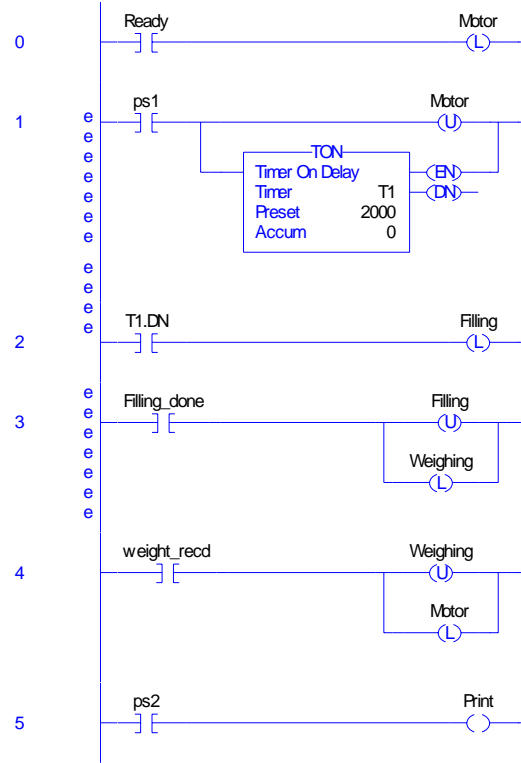 Ready Motor
0 L
ps1 Motor
1 e U
e
e TON
e Timer On Delay EN
e Timer T1 DN
e Preset 2000
e Accum 0
e
e
e
e T1.DN Filling
2 L
e Filling_done Filling
3 e U
e
e Weighing
e L
e
e
weight_recd Weighing
4 U
Motor
L
ps2 Print
5